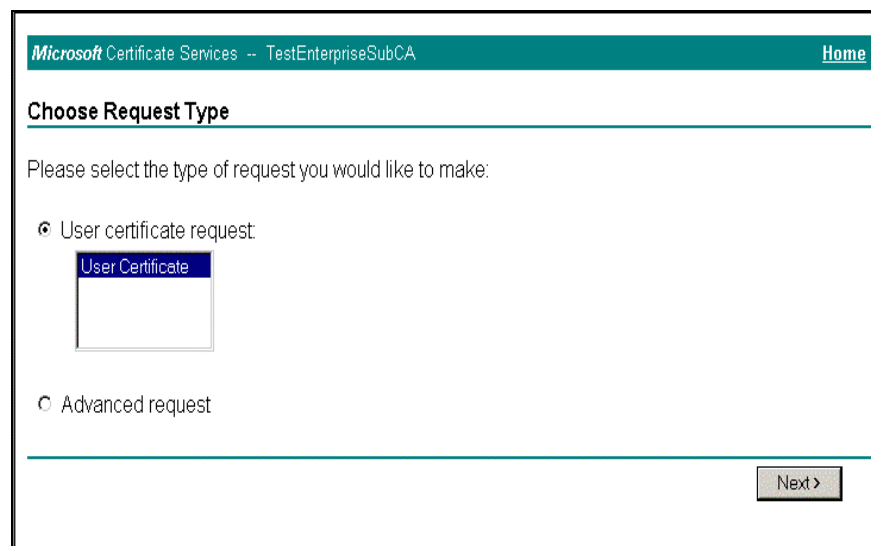 Microsoft Certificate Services -- TestEnterpriseSubCA Home
Choose Request Type
Please select the type of request you would like to make:
User certificate request:
User Certificate
Advanced request
Next >